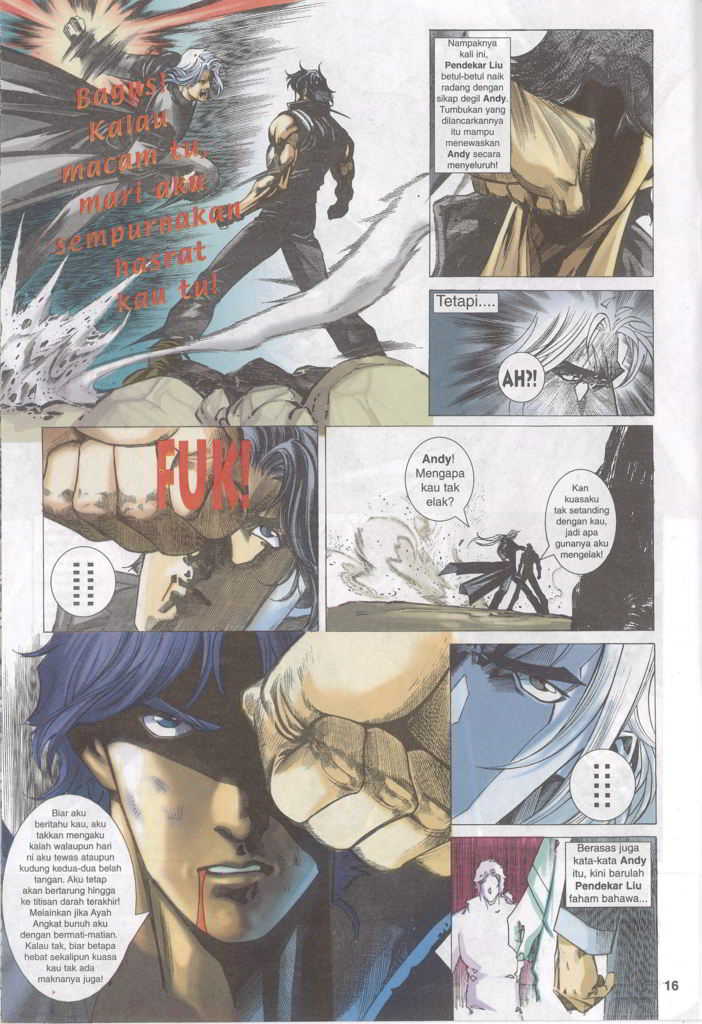 Bagus!
Kalau
macam tu,
mari aku
sempurnakan
hasrat
kau tu!
Nampaknya
kali ini,
Pendekar Liu
betul-betul naik
radang dengan
sikap degil Andy.
Tumbukan yang
dilancarkannya
itu mampu
menewaskan
Andy secara
menyeluruh!
Tetapi....
AH?!
FUK!
Andy!
Mengapa
kau tak
elak?
Kan
kuasaku
tak setanding
dengan kau,
jadi apa
gunanya aku
mengelak!
Biar aku
beritahu kau, aku
takkan mengaku
kalah walaupun hari
ni aku tewas ataupun
kudung kedua-dua belah
tangan. Aku tetap
akan bertarung hingga
ke titisan darah terakhir!
Melainkan jika Ayah
Angkat bunuh aku
dengan bermati-matian.
Kalau tak, biar betapa
hebat sekalipun kuasa
kau tak ada
maknanya juga!
Berasas juga
kata-kata Andy
itu, kini barulah
Pendekar Liu
faham bahawa...
16